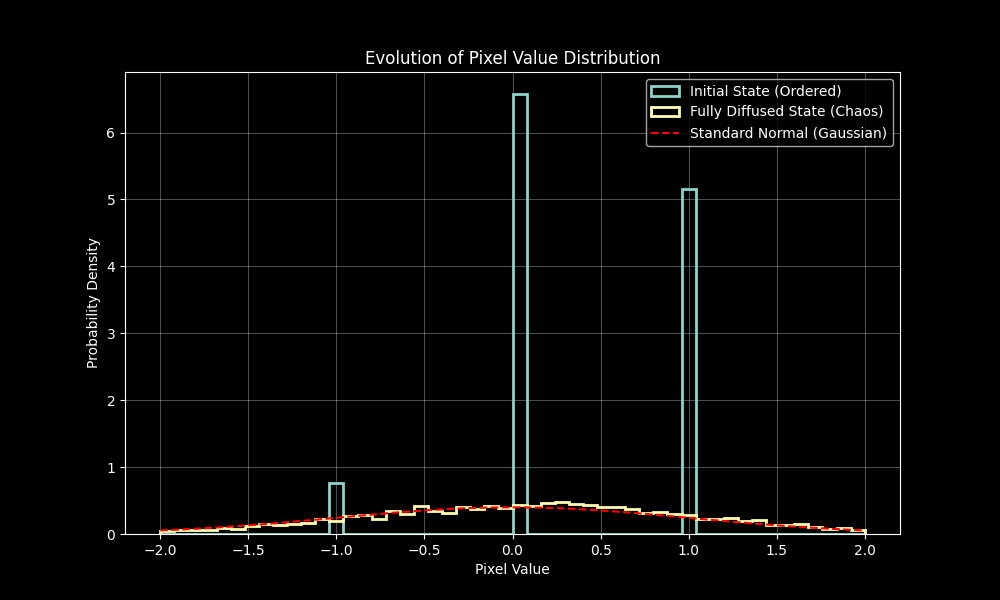 Evolution of Pixel Value Distribution
Initial State (Ordered)
Fully Diffused State (Chaos)
Standard Normal (Gaussian)
Probability Density
6
5
4
3
2
1
0
−2.0 −1.5 −1.0 −0.5 0.0 0.5 1.0 1.5 2.0
Pixel Value